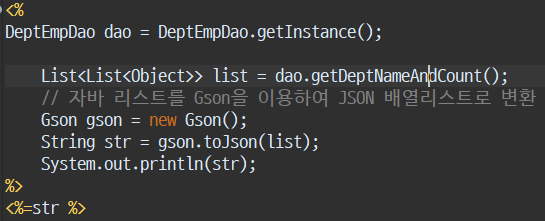 <%
DeptEmpDao dao = DeptEmpDao.getInstance();
List<List<Object>> list = dao.getDeptNameAndCount();
// 자바 리스트를 Gson을 이용하여 JSON 배열리스트로 변환
Gson gson = new Gson();
String str = gson.toJson(list);
System.out.println(str);
%>
<%=str %>